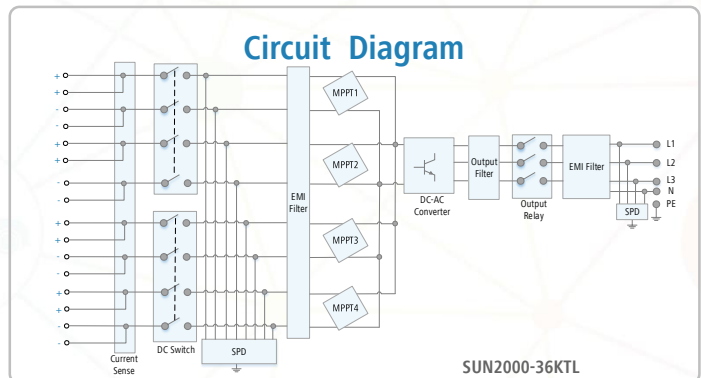 Circuit Diagram
+
+
-
-
+
+
-
-
+
+
-
-
+
+
-
-
Current
Sense
DC Switch
SPD
EMI
Filter
MPPT1
MPPT2
MPPT3
MPPT4
DC-AC
Converter
Output
Filter
Output
Relay
EMI Filter
SPD
L1
L2
L3
N
PE
SUN2000-36KTL